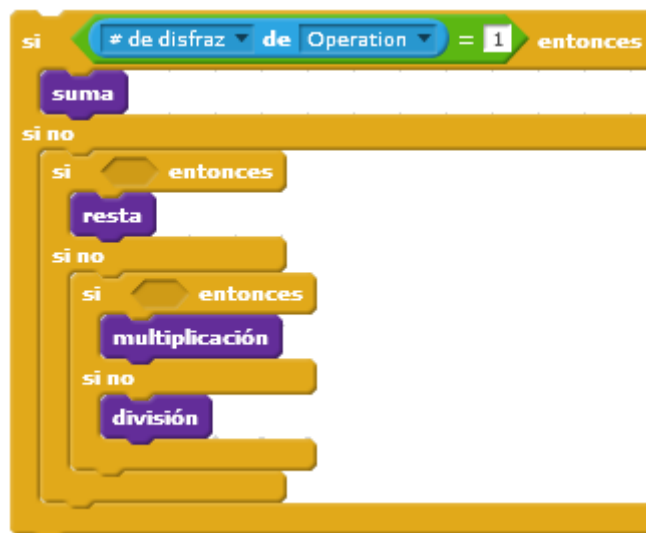 si # de disfraz de Operation = 1 entonces
suma
si no
si entonces
resta
si no
si entonces
multiplicación
si no
división